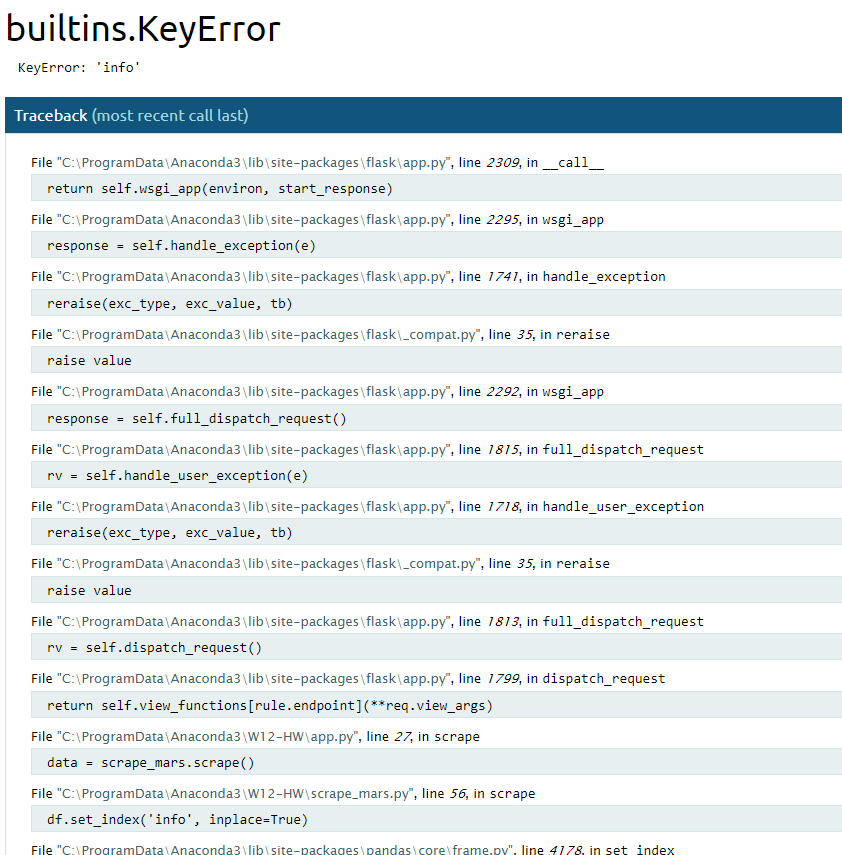 builtins.KeyError
KeyError: 'info'
Traceback (most recent call last)
File "C:\ProgramData\Anaconda3\lib\site-packages\flask\app.py", line 2309, in __call__
return self.wsgi_app(environ, start_response)
File "C:\ProgramData\Anaconda3\lib\site-packages\flask\app.py", line 2295, in wsgi_app
response = self.handle_exception(e)
File "C:\ProgramData\Anaconda3\lib\site-packages\flask\app.py", line 1741, in handle_exception
reraise(exc_type, exc_value, tb)
File "C:\ProgramData\Anaconda3\lib\site-packages\flask\_compat.py", line 35, in reraise
raise value
File "C:\ProgramData\Anaconda3\lib\site-packages\flask\app.py", line 2292, in wsgi_app
response = self.full_dispatch_request()
File "C:\ProgramData\Anaconda3\lib\site-packages\flask\app.py", line 1815, in full_dispatch_request
rv = self.handle_user_exception(e)
File "C:\ProgramData\Anaconda3\lib\site-packages\flask\app.py", line 1718, in handle_user_exception
reraise(exc_type, exc_value, tb)
File "C:\ProgramData\Anaconda3\lib\site-packages\flask\_compat.py", line 35, in reraise
raise value
File "C:\ProgramData\Anaconda3\lib\site-packages\flask\app.py", line 1813, in full_dispatch_request
rv = self.dispatch_request()
File "C:\ProgramData\Anaconda3\lib\site-packages\flask\app.py", line 1799, in dispatch_request
return self.view_functions[rule.endpoint](**req.view_args)
File "C:\ProgramData\Anaconda3\W12-HW\app.py", line 27, in scrape
data = scrape_mars.scrape()
File "C:\ProgramData\Anaconda3\W12-HW\scrape_mars.py", line 56, in scrape
df.set_index('info', inplace=True)
File "C:\ProgramData\Anaconda3\lib\site-packages\pandas\core\frame.py", line 4178, in set_index